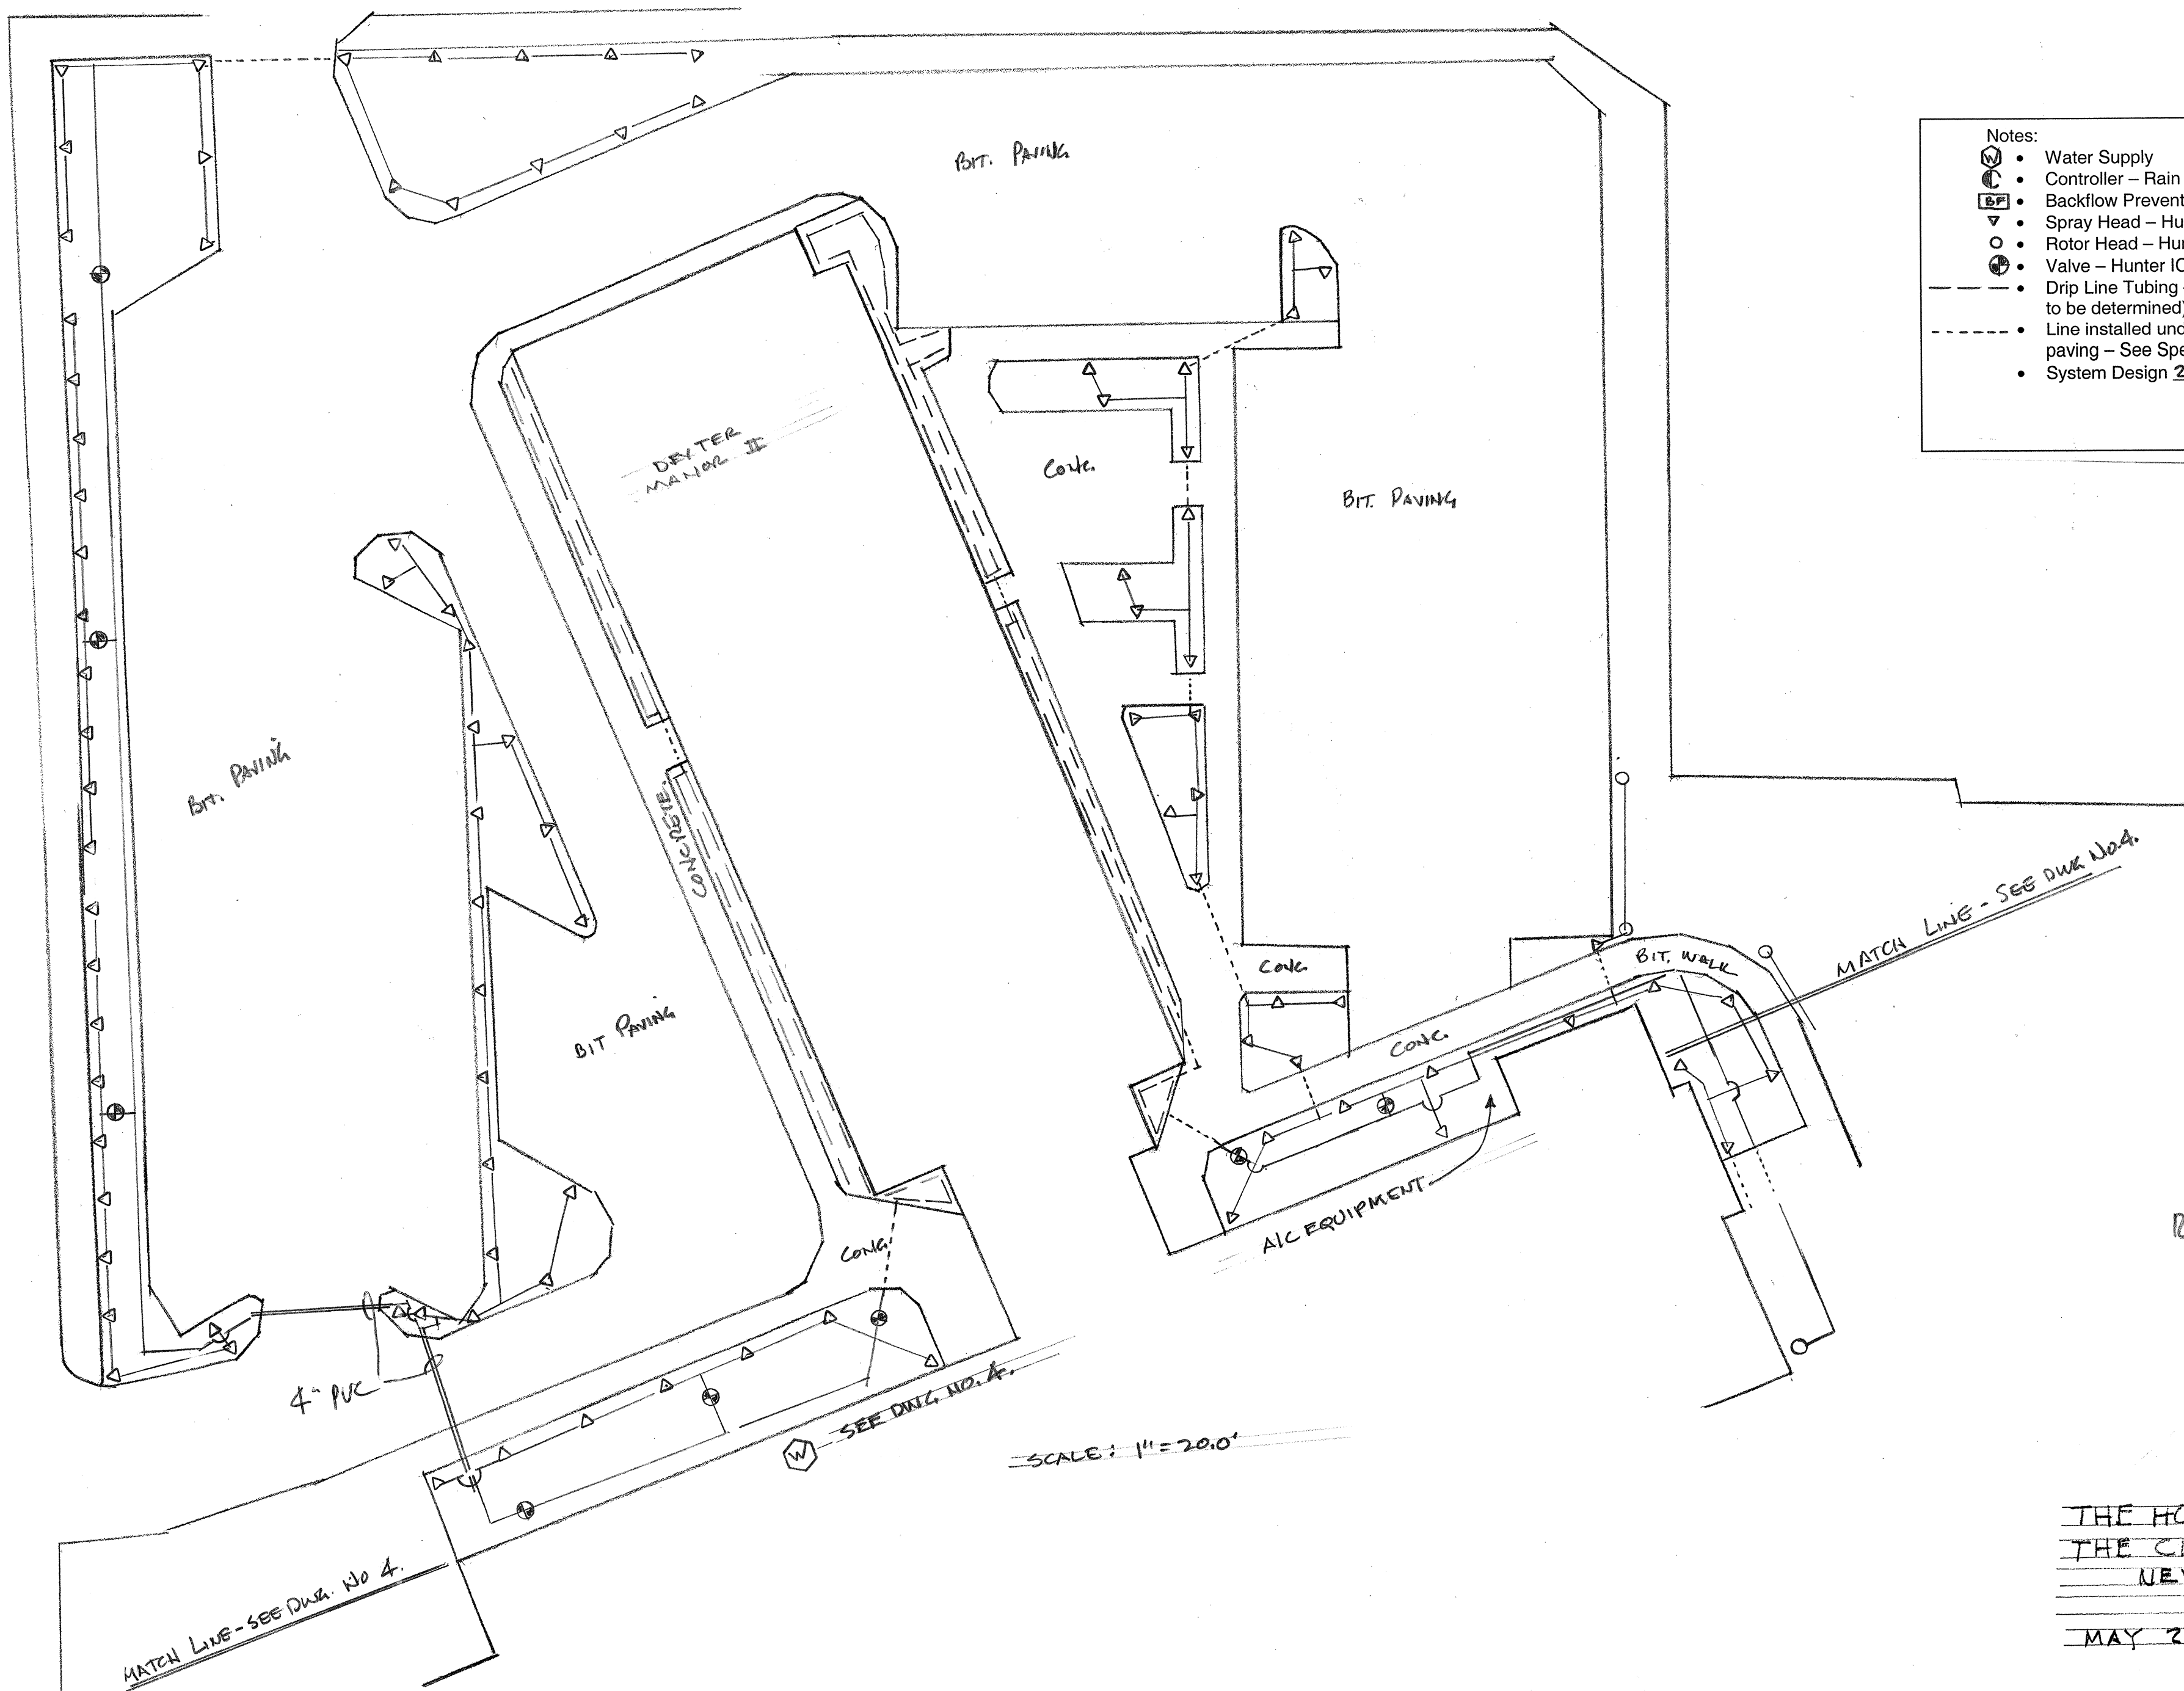 BIT. PAVING
Notes:
W • Water Supply
• Controller – Rain
BF • Backflow Prevent
• Spray Head – Hu
• Rotor Head – Hun
• Valve – Hunter IC
• Drip Line Tubing
to be determined)
• Line installed und
paving – See Spe
• System Design 2
DEXTER
MANOR II
CONC.
BIT. PAVING
BIT. PAVING
CONCRETE.
BIT PAVING
CONC.
BIT. WALK
MATCH LINE - SEE DWG NO.4.
CONC.
A/C EQUIPMENT
CONC.
4" PVC
W SEE DWG NO. 4.
SCALE: 1" = 20.0'
MATCH LINE - SEE DWG. NO 4.
THE HO
THE CI
NEW
MAY 2